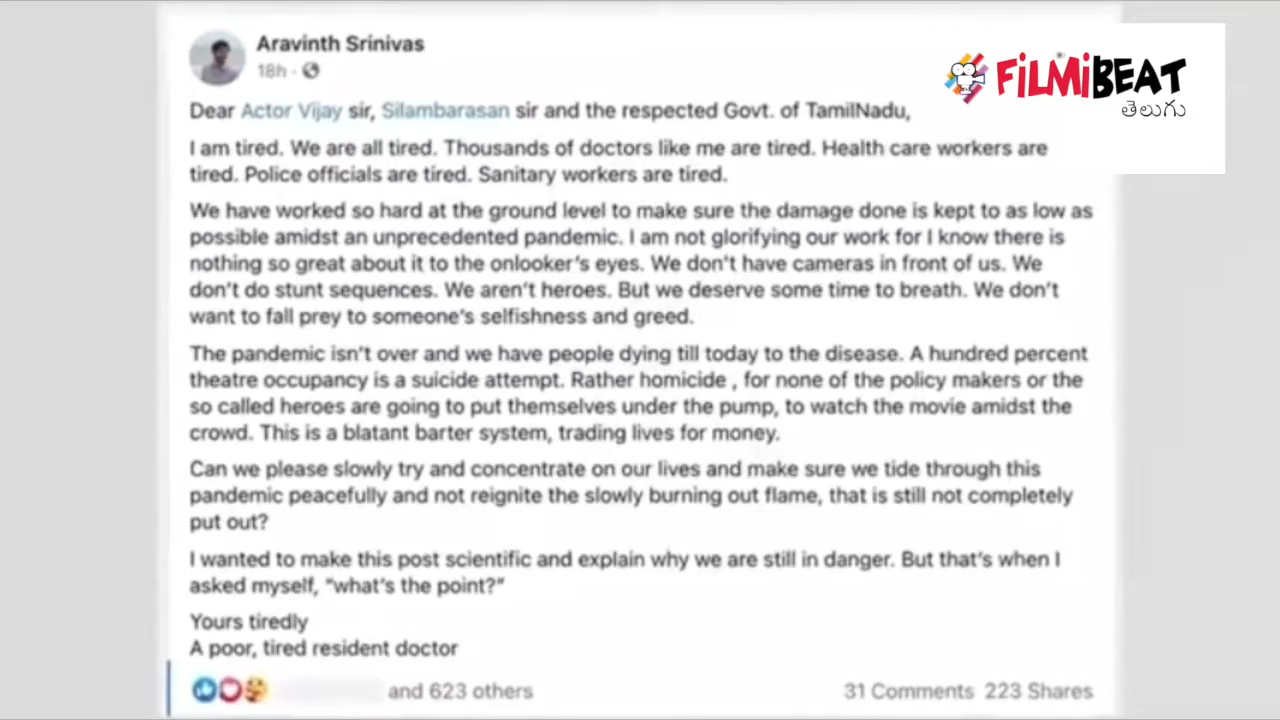 Aravinth Srinivas
18h ·
FILMIBEAT
తెలుగు
Dear Actor Vijay sir, Silambarasan sir and the respected Govt. of TamilNadu,
I am tired. We are all tired. Thousands of doctors like me are tired. Health care workers are
tired. Police officials are tired. Sanitary workers are tired.
We have worked so hard at the ground level to make sure the damage done is kept to as low as
possible amidst an unprecedented pandemic. I am not glorifying our work for I know there is
nothing so great about it to the onlooker's eyes. We don't have cameras in front of us. We
don't do stunt sequences. We aren't heroes. But we deserve some time to breath. We don't
want to fall prey to someone's selfishness and greed.
The pandemic isn't over and we have people dying till today to the disease. A hundred percent
theatre occupancy is a suicide attempt. Rather homicide , for none of the policy makers or the
so called heroes are going to put themselves under the pump, to watch the movie amidst the
crowd. This is a blatant barter system, trading lives for money.
Can we please slowly try and concentrate on our lives and make sure we tide through this
pandemic peacefully and not reignite the slowly burning out flame, that is still not completely
put out?
I wanted to make this post scientific and explain why we are still in danger. But that's when I
asked myself, "what's the point?"
Yours tiredly
A poor, tired resident doctor
and 623 others
31 Comments 223 Shares